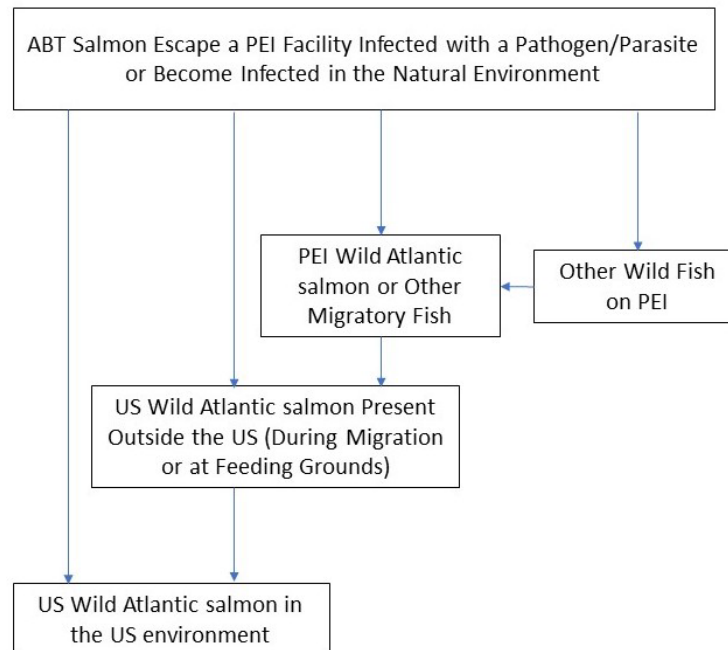 ABT Salmon Escape a PEI Facility Infected with a Pathogen/Parasite
or Become Infected in the Natural Environment
PEI Wild Atlantic
salmon or Other
Migratory Fish
Other Wild Fish
on PEI
US Wild Atlantic salmon Present
Outside the US (During Migration
or at Feeding Grounds)
US Wild Atlantic salmon in
the US environment